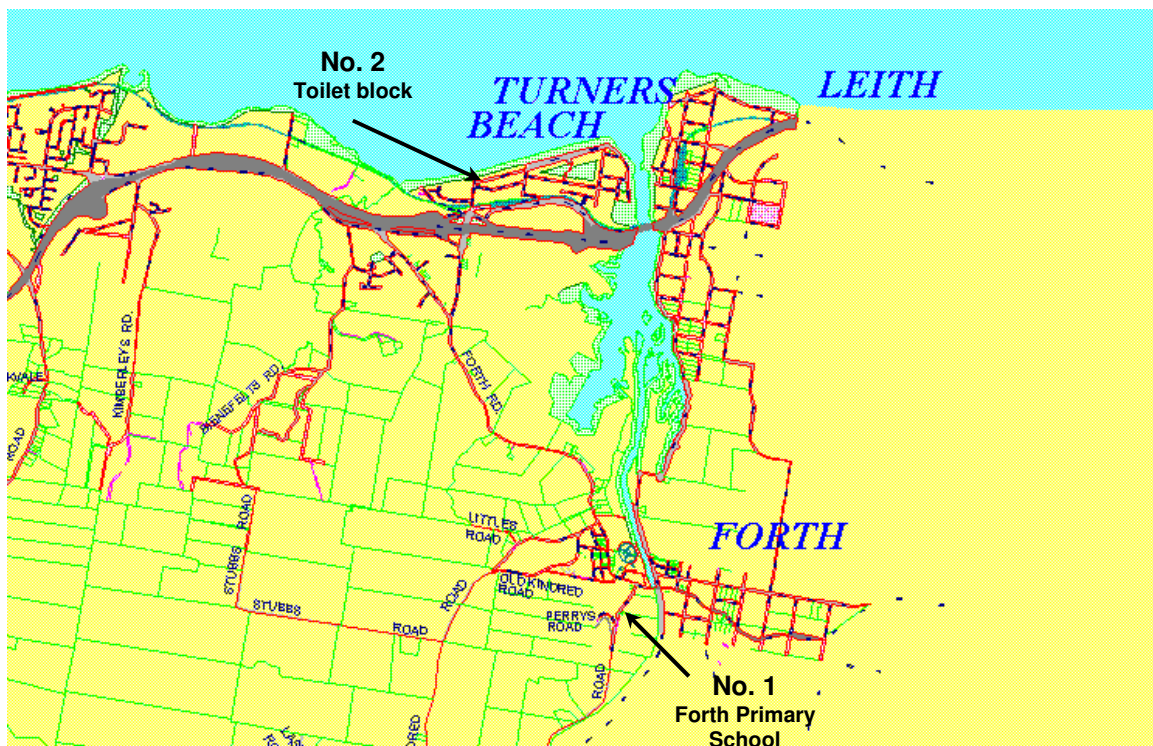 No. 2
Toilet block
TURNERS
BEACH
LEITH
KIMBERLEY'S RD.
FORTH RD.
ROAD
LITTLES
ROAD
FORTH
STUBBS
ROAD
OLD KINDRED
ROAD
ROAD
STUBBS
ROAD
PERRYS
ROAD
ROAD
No. 1
Forth Primary
School